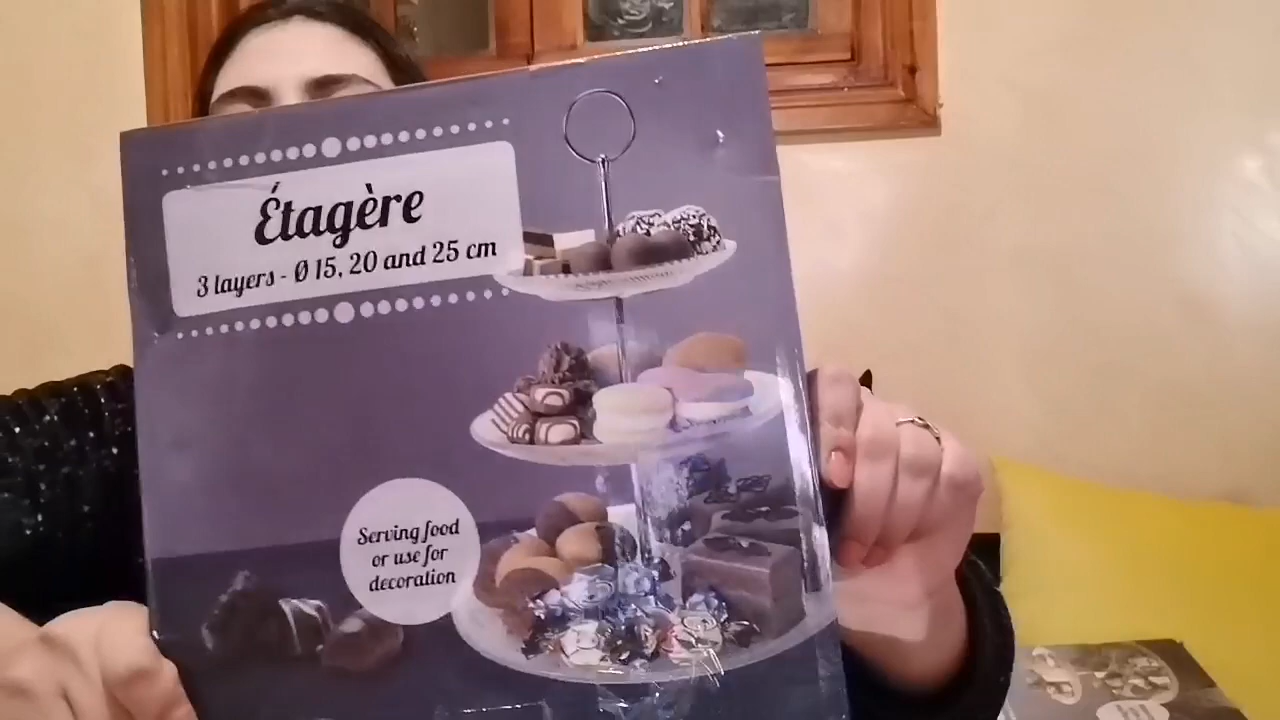 Étagère
3 layers - Ø 15, 20 and 25 cm
Serving food
or use for
decoration